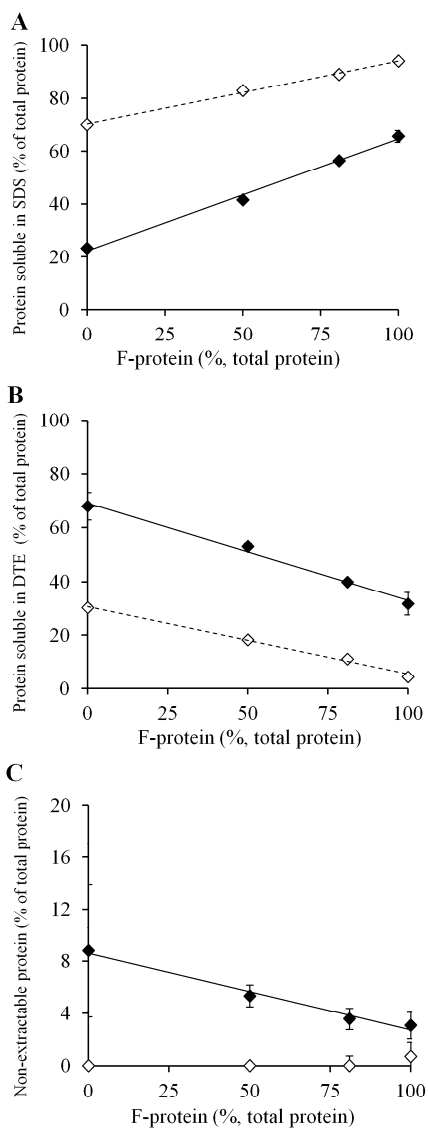 A
Protein soluble in SDS (% of total protein)
100
80
60
40
20
0
0 25 50 75 100
F-protein (%, total protein)
B
Protein soluble in DTE (% of total protein)
100
80
60
40
20
0
0 25 50 75 100
F-protein (%, total protein)
C
Non-extractable protein (% of total protein)
20
16
12
8
4
0
0 25 50 75 100
F-protein (%, total protein)